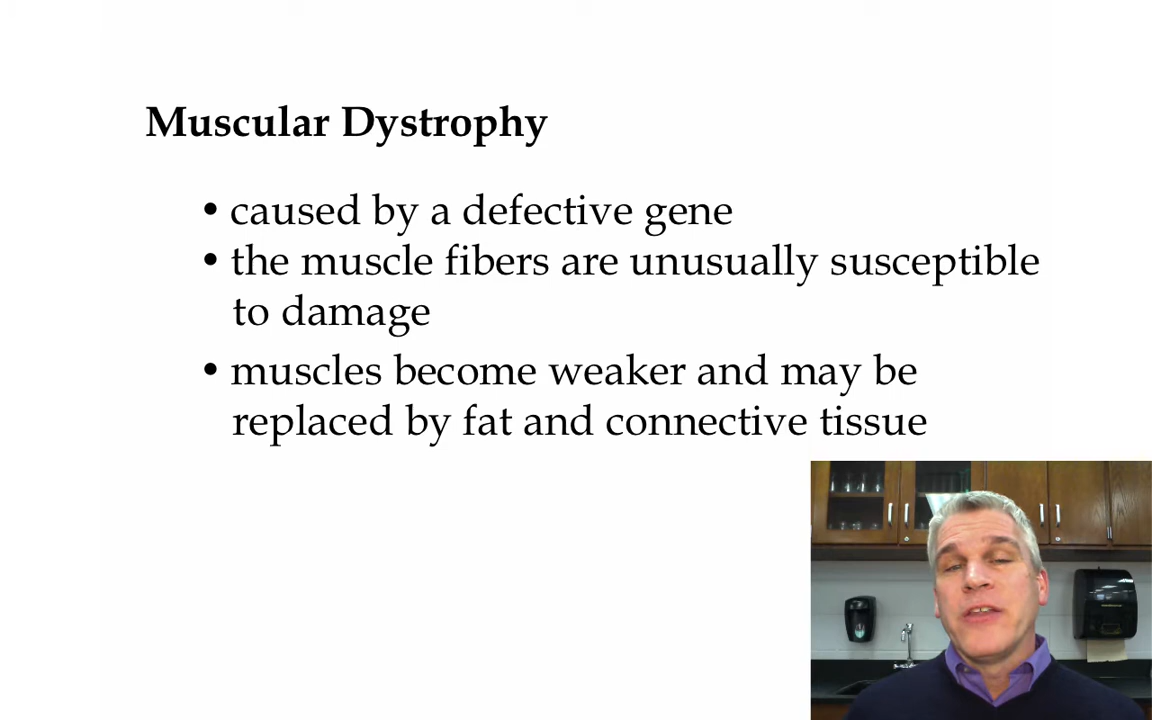 Muscular Dystrophy
• caused by a defective gene
• the muscle fibers are unusually susceptible
to damage
• muscles become weaker and may be
replaced by fat and connective tissue